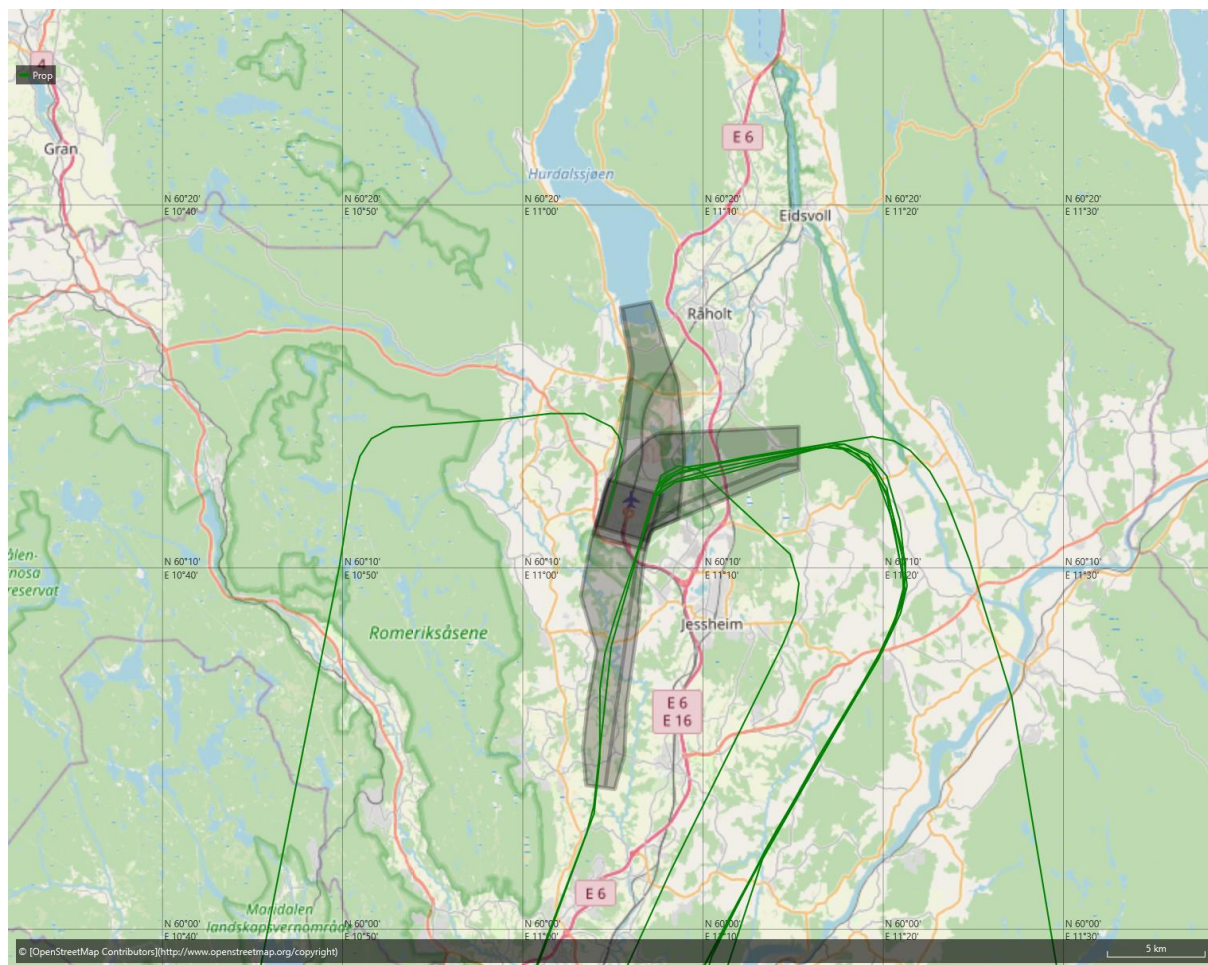 4
Prop
Gran
E 6
Hurdalssjøen
N 60°20'
E 10°40'
N 60°20'
E 10°50'
N 60°20'
E 11°00'
N 60°20'
E 11°10'
Eidsvoll
N 60°20'
E 11°20'
N 60°20'
E 11°30'
Råholt
N 60°10'
E 10°40'
N 60°10'
E 10°50'
N 60°10'
E 11°00'
N 60°10'
E 11°10'
N 60°10'
E 11°20'
N 60°10'
E 11°30'
ålen-
nosa
reservat
Romeriksåsene
Jessheim
E 6
E 16
E 6
Maridalen
landskapsvernområde
N 60°00'
E 10°40'
N 60°00'
E 10°50'
N 60°00'
E 11°00'
N 60°00'
E 11°10'
N 60°00'
E 11°20'
N 60°00'
E 11°30'
© [OpenStreetMap Contributors](http://www.openstreetmap.org/copyright)
5 km